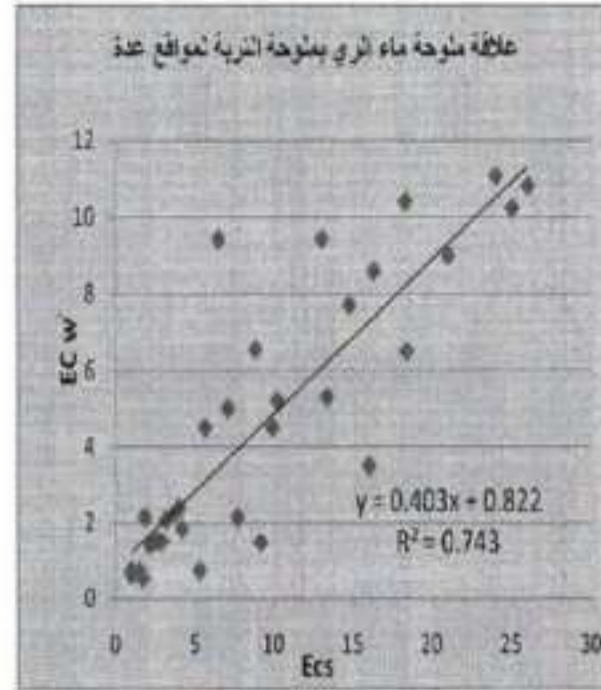 علاقة ملوحة ماء الري بملوحة التربة لمواقع عدة
12
10
8
6
4
2
0
EC w
y = 0.403x + 0.822
R² = 0.743
0 5 10 15 20 25 30
Ecs